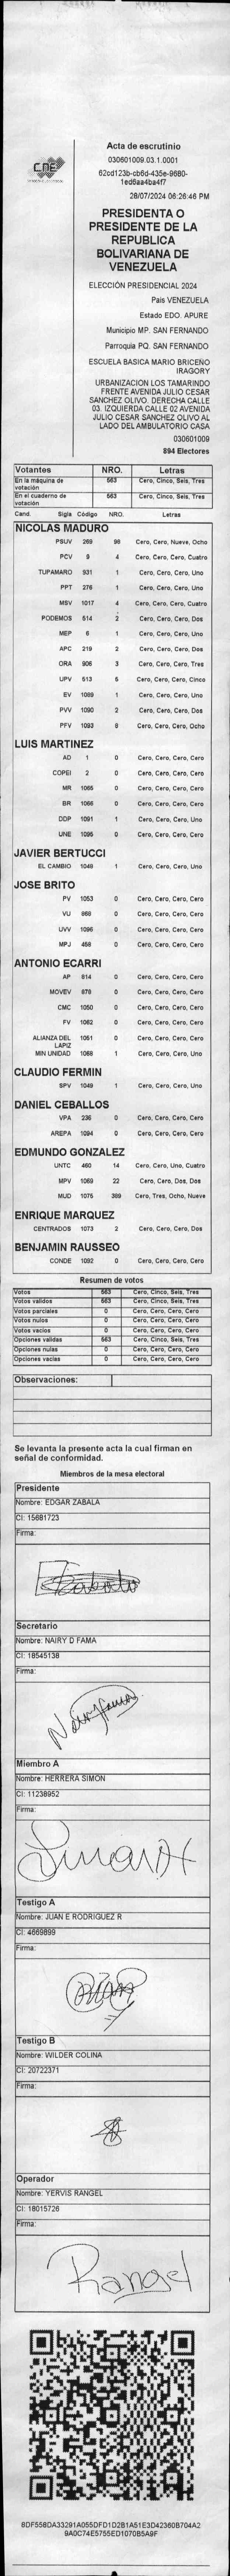 CNE
Acta de escrutinio
030601009.03.1.0001
62cd123b-cb6d-435e-9680-
1ed6aa4ba4f7
28/07/2024 06:26:46 PM
PRESIDENTA O
PRESIDENTE DE LA
REPUBLICA
BOLIVARIANA DE
VENEZUELA
ELECCIÓN PRESIDENCIAL 2024
Pais VENEZUELA
Estado EDO. APURE
Municipio MP. SAN FERNANDO
Parroquia PQ. SAN FERNANDO
ESCUELA BASICA MARIO BRICEÑO
IRAGORY
URBANIZACION LOS TAMARINDO
FRENTE AVENIDA JULIO CESAR
SANCHEZ OLIVO. DERECHA CALLE
03. IZQUIERDA CALLE 02 AVENIDA
JULIO CESAR SANCHEZ OLIVO AL
LADO DEL AMBULATORIO CASA
030601009
894 Electores
Votantes NRO. Letras
En la máquina de votación 563 Cero, Cinco, Seis, Tres
En el cuaderno de votación 563 Cero, Cinco, Seis, Tres
Cand. Sigla Código NRO. Letras
NICOLAS MADURO
PSUV 269 98 Cero, Cero, Nueve, Ocho
PCV 9 4 Cero, Cero, Cero, Cuatro
TUPAMARO 931 1 Cero, Cero, Cero, Uno
PPT 276 1 Cero, Cero, Cero, Uno
MSV 1017 4 Cero, Cero, Cero, Cuatro
PODEMOS 514 2 Cero, Cero, Cero, Dos
MEP 6 1 Cero, Cero, Cero, Uno
APC 219 2 Cero, Cero, Cero, Dos
ORA 906 3 Cero, Cero, Cero, Tres
UPV 513 5 Cero, Cero, Cero, Cinco
EV 1089 1 Cero, Cero, Cero, Uno
PVV 1090 2 Cero, Cero, Cero, Dos
PFV 1093 8 Cero, Cero, Cero, Ocho
LUIS MARTINEZ
AD 1 0 Cero, Cero, Cero, Cero
COPEI 2 0 Cero, Cero, Cero, Cero
MR 1065 0 Cero, Cero, Cero, Cero
BR 1066 0 Cero, Cero, Cero, Cero
DDP 1091 1 Cero, Cero, Cero, Uno
UNE 1095 0 Cero, Cero, Cero, Cero
JAVIER BERTUCCI
EL CAMBIO 1048 1 Cero, Cero, Cero, Uno
JOSE BRITO
PV 1053 0 Cero, Cero, Cero, Cero
VU 868 0 Cero, Cero, Cero, Cero
UVV 1096 0 Cero, Cero, Cero, Cero
MPJ 458 0 Cero, Cero, Cero, Cero
ANTONIO ECARRI
AP 814 0 Cero, Cero, Cero, Cero
MOVEV 878 0 Cero, Cero, Cero, Cero
CMC 1050 0 Cero, Cero, Cero, Cero
FV 1062 0 Cero, Cero, Cero, Cero
ALIANZA DEL LAPIZ 1051 0 Cero, Cero, Cero, Cero
MIN UNIDAD 1068 1 Cero, Cero, Cero, Uno
CLAUDIO FERMIN
SPV 1049 1 Cero, Cero, Cero, Uno
DANIEL CEBALLOS
VPA 236 0 Cero, Cero, Cero, Cero
AREPA 1094 0 Cero, Cero, Cero, Cero
EDMUNDO GONZALEZ
UNTC 460 14 Cero, Cero, Uno, Cuatro
MPV 1069 22 Cero, Cero, Dos, Dos
MUD 1075 389 Cero, Tres, Ocho, Nueve
ENRIQUE MARQUEZ
CENTRADOS 1073 2 Cero, Cero, Cero, Dos
BENJAMIN RAUSSEO
CONDE 1092 0 Cero, Cero, Cero, Cero
Resumen de votos
Votos 563 Cero, Cinco, Seis, Tres
Votos validos 563 Cero, Cinco, Seis, Tres
Votos parciales 0 Cero, Cero, Cero, Cero
Votos nulos 0 Cero, Cero, Cero, Cero
Votos vacios 0 Cero, Cero, Cero, Cero
Opciones validas 563 Cero, Cinco, Seis, Tres
Opciones nulas 0 Cero, Cero, Cero, Cero
Opciones vacias 0 Cero, Cero, Cero, Cero
Observaciones:
Se levanta la presente acta la cual firman en
señal de conformidad.
Miembros de la mesa electoral
Presidente
Nombre: EDGAR ZABALA
CI: 15681723
Firma:
Secretario
Nombre: NAIRY D FAMA
CI: 18545138
Firma:
Miembro A
Nombre: HERRERA SIMON
CI: 11238952
Firma:
Testigo A
Nombre: JUAN E RODRIGUEZ R
CI: 4669899
Firma:
Testigo B
Nombre: WILDER COLINA
CI: 20722371
Firma:
Operador
Nombre: YERVIS RANGEL
CI: 18015726
Firma:
Rangel
8DF558DA33291A055DFD1D2B1A51E3D42360B704A2
9A0C74E5755ED1070B5A9F